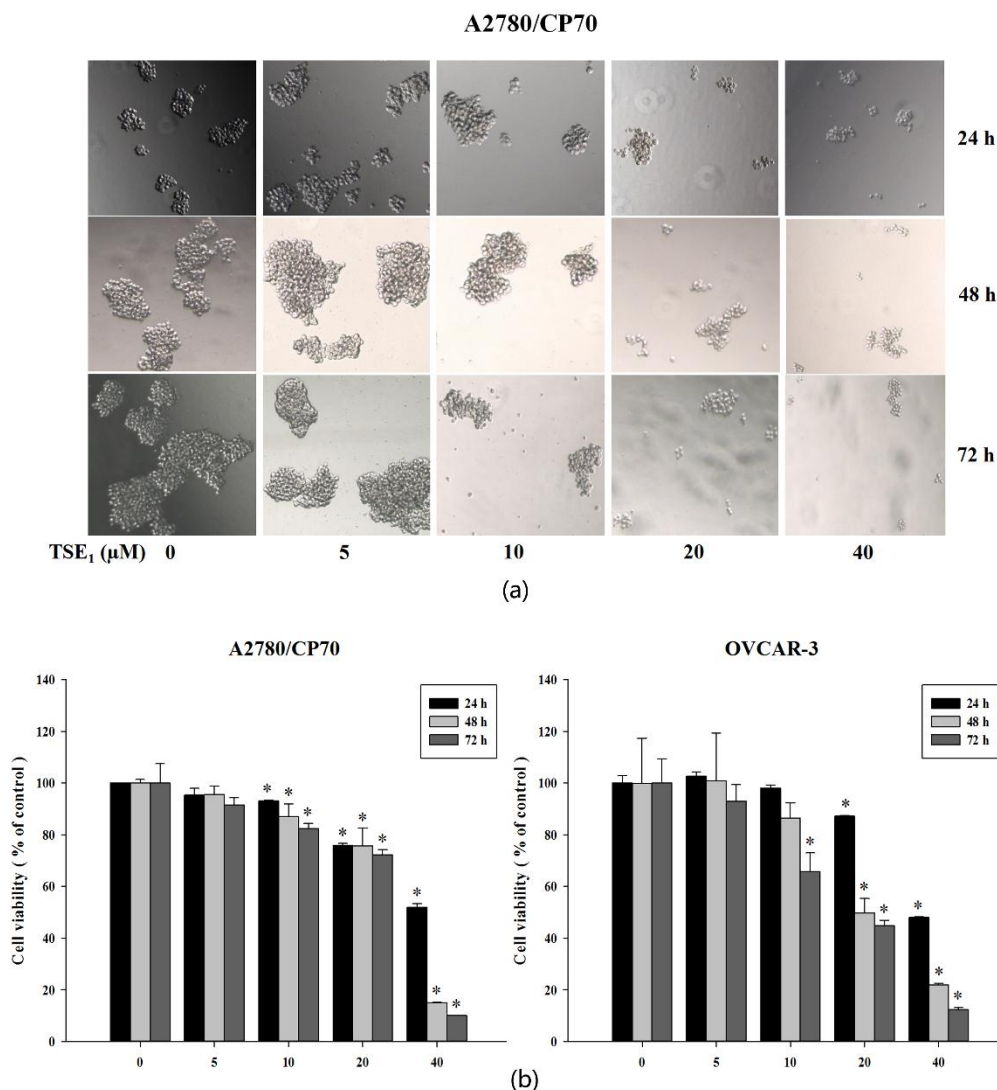 A2780/CP70
24 h
48 h
72 h
TSE₁ (μM) 0 5 10 20 40
(a)
A2780/CP70
140
120
100
80
60
40
20
0
Cell viability ( % of control )
24 h
48 h
72 h
* * *
* * *
* * *
0 5 10 20 40
OVCAR-3
140
120
100
80
60
40
20
0
Cell viability ( % of control )
24 h
48 h
72 h
*
* * *
* * *
0 5 10 20 40
(b)